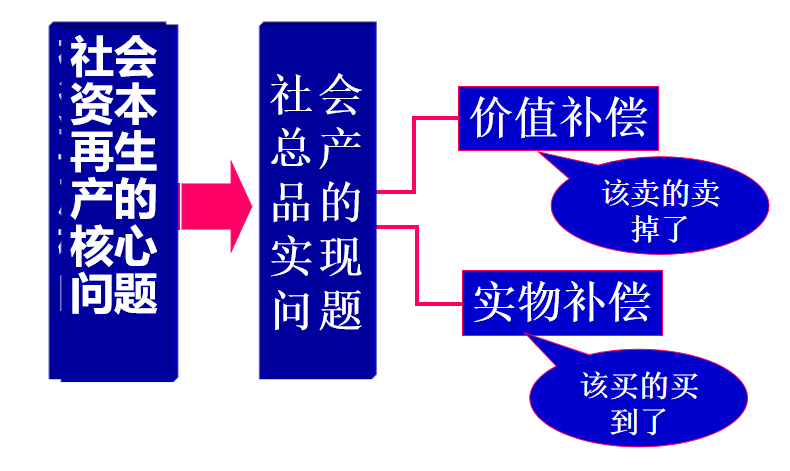 社会
资本
再生
产的
核心
问题
社会
总产
品的
实现
问题
价值补偿
该卖的卖
掉了
实物补偿
该买的买
到了